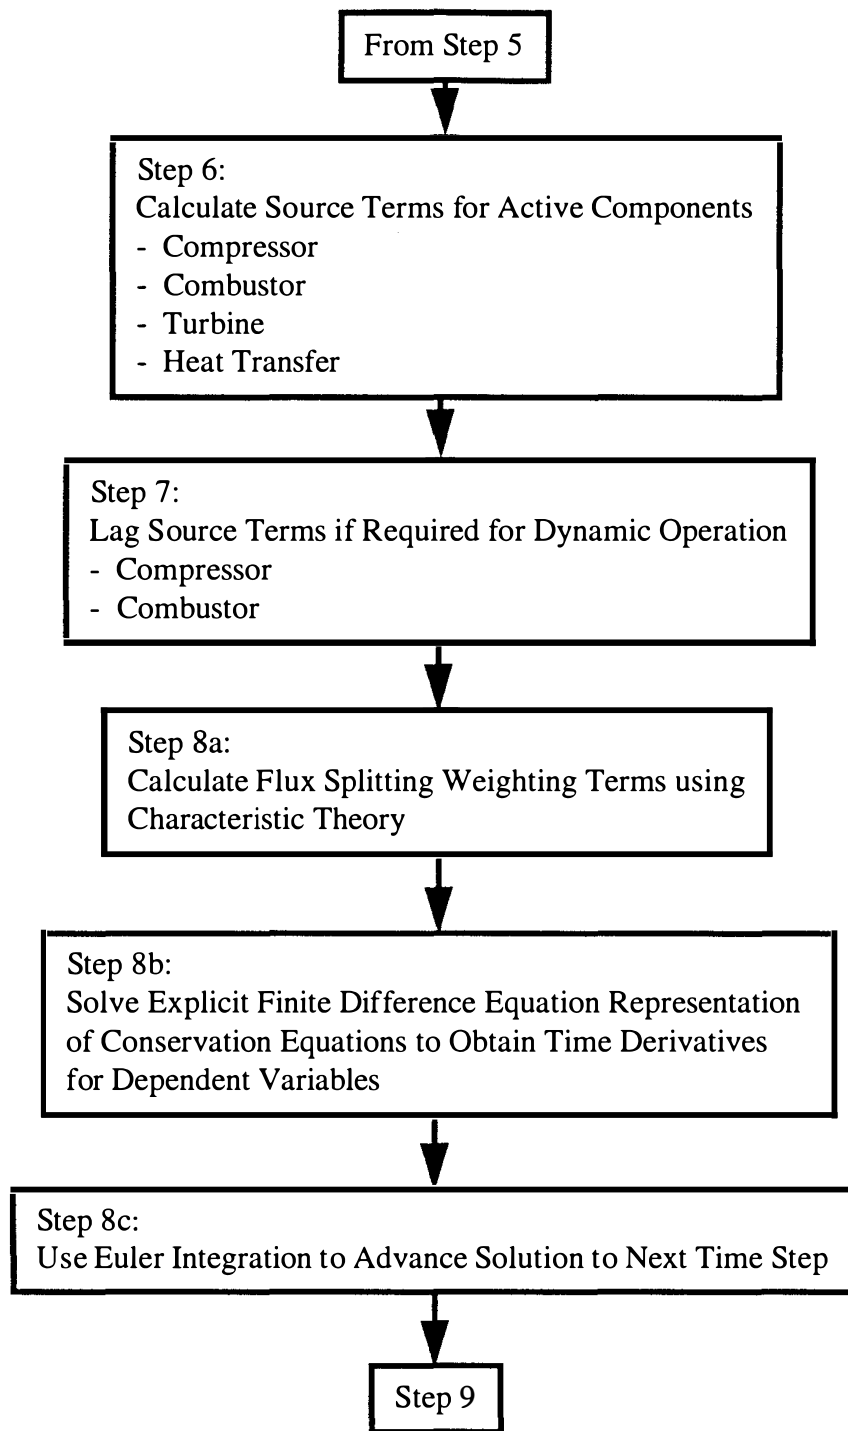 From Step 5
Step 6:
Calculate Source Terms for Active Components
- Compressor
- Combustor
- Turbine
- Heat Transfer
Step 7:
Lag Source Terms if Required for Dynamic Operation
- Compressor
- Combustor
Step 8a:
Calculate Flux Splitting Weighting Terms using
Characteristic Theory
Step 8b:
Solve Explicit Finite Difference Equation Representation
of Conservation Equations to Obtain Time Derivatives
for Dependent Variables
Step 8c:
Use Euler Integration to Advance Solution to Next Time Step
Step 9